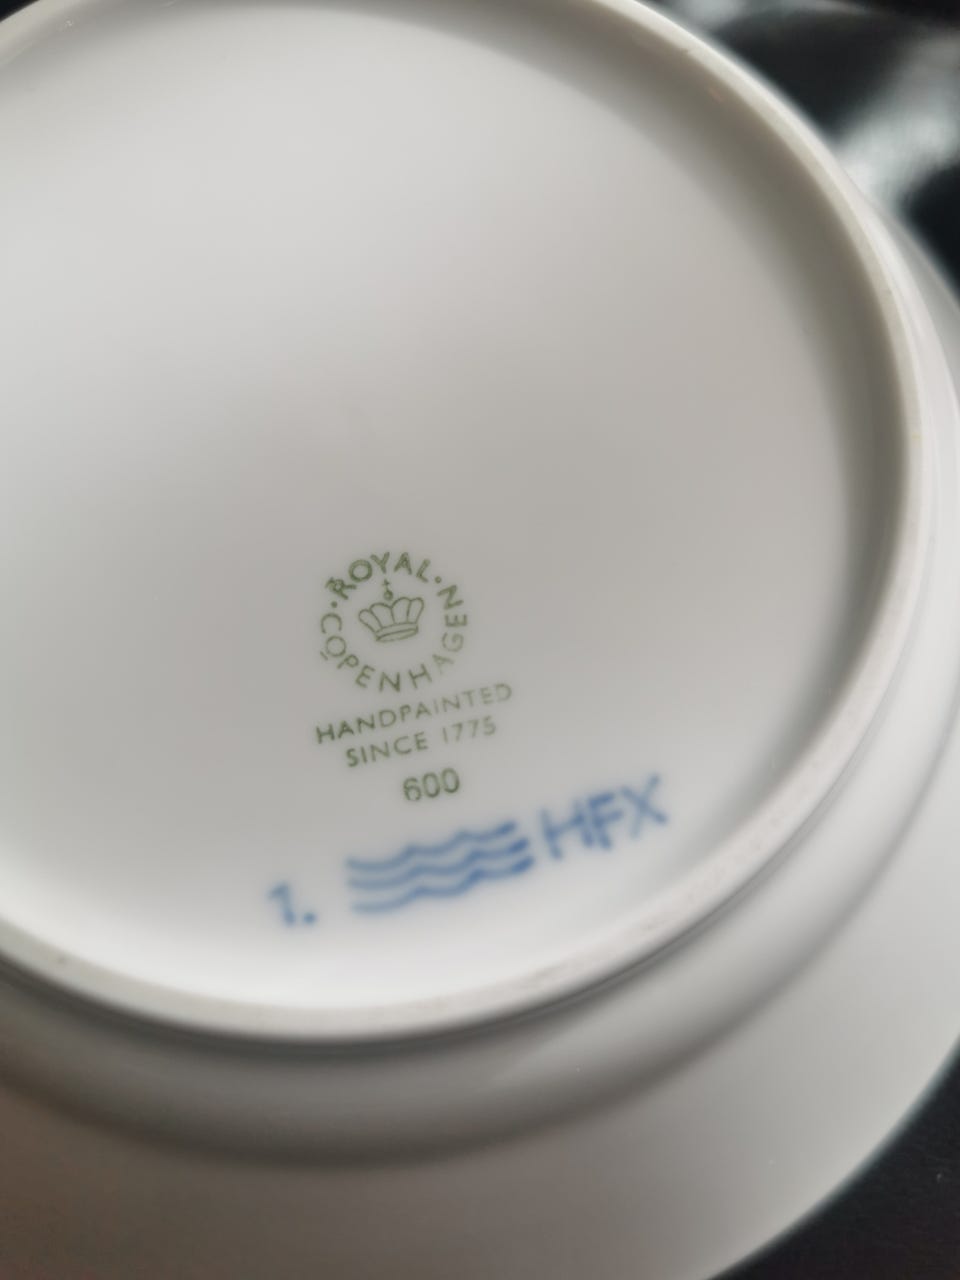 ROYAL · COPENHAGEN ·
HANDPAINTED
SINCE 1775
600
1. HFX